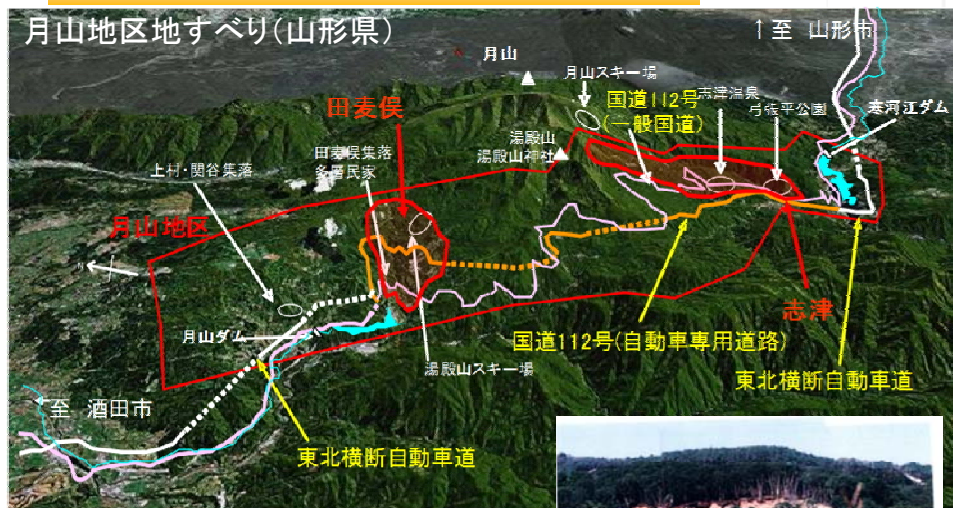 月山地区地すべり(山形県)
↑至 山形市
月山
月山スキー場
国道112号
(一般国道)
志津温泉
弓張平公園
寒河江ダム
田麦俣
湯殿山
湯殿山神社
田麦俣集落
多層民家
上村・関谷集落
月山地区
月山ダム
湯殿山スキー場
国道112号(自動車専用道路)
志津
東北横断自動車道
至 酒田市
東北横断自動車道